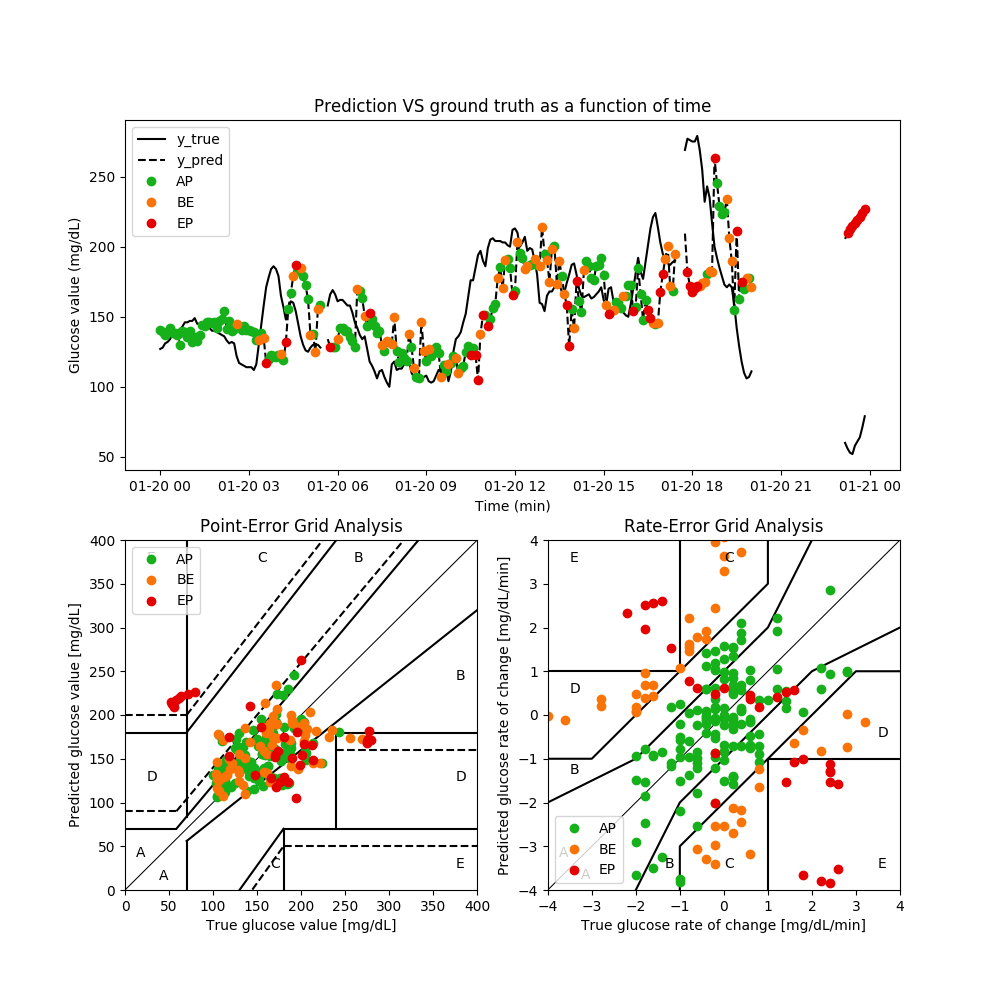 Prediction VS ground truth as a function of time
y_true
y_pred
AP
BE
EP
Glucose value (mg/dL)
250
200
150
100
50
01-20 00 01-20 03 01-20 06 01-20 09 01-20 12 01-20 15 01-20 18 01-20 21 01-21 00
Time (min)
Point-Error Grid Analysis
Predicted glucose value [mg/dL]
400
350
300
250
200
150
100
50
0
AP
BE
EP
E
C
B
B
D
D
A
A
C
E
0 50 100 150 200 250 300 350 400
True glucose value [mg/dL]
Rate-Error Grid Analysis
Predicted glucose rate of change [mg/dL/min]
4
3
2
1
0
−1
−2
−3
−4
E
C
D
D
B
A
A
B
C
E
AP
BE
EP
−4 −3 −2 −1 0 1 2 3 4
True glucose rate of change [mg/dL/min]